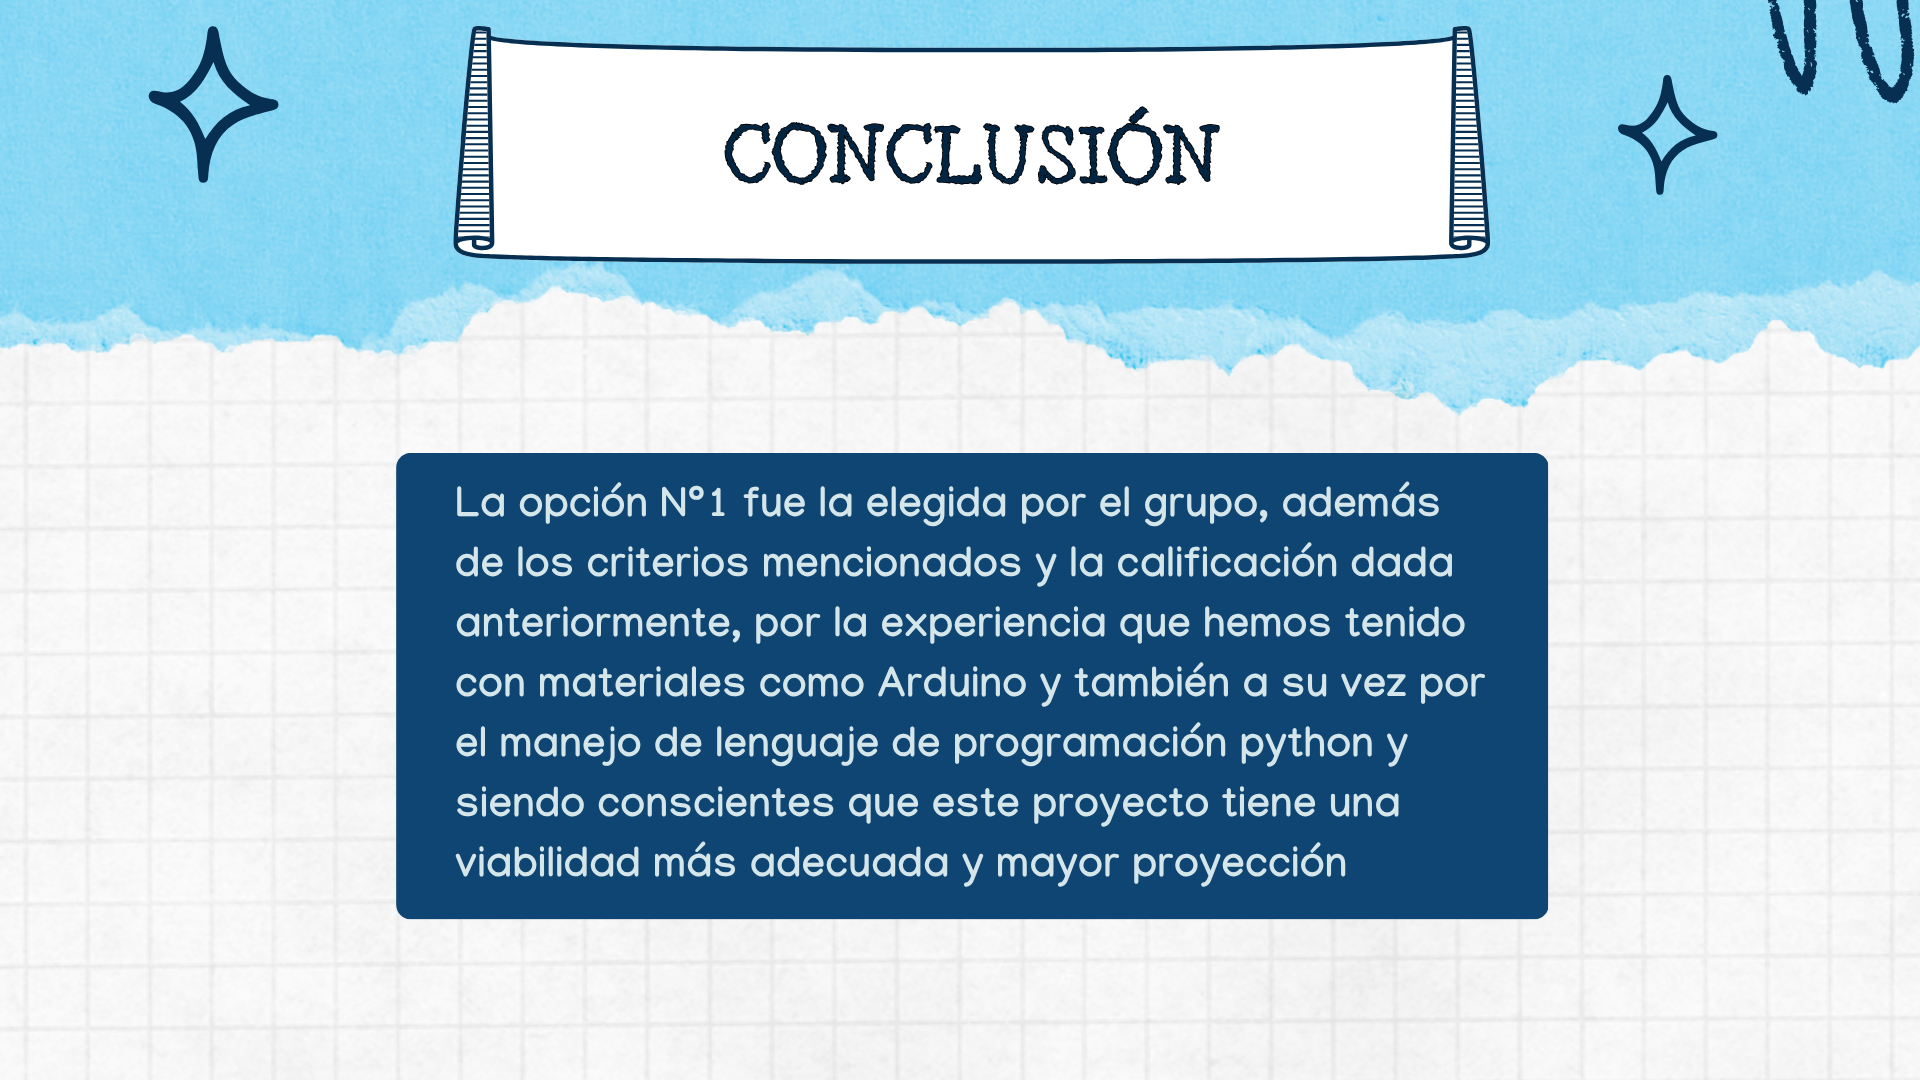 CONCLUSIÓN
La opción N°1 fue la elegida por el grupo, además
de los criterios mencionados y la calificación dada
anteriormente, por la experiencia que hemos tenido
con materiales como Arduino y también a su vez por
el manejo de lenguaje de programación python y
siendo conscientes que este proyecto tiene una
viabilidad más adecuada y mayor proyección